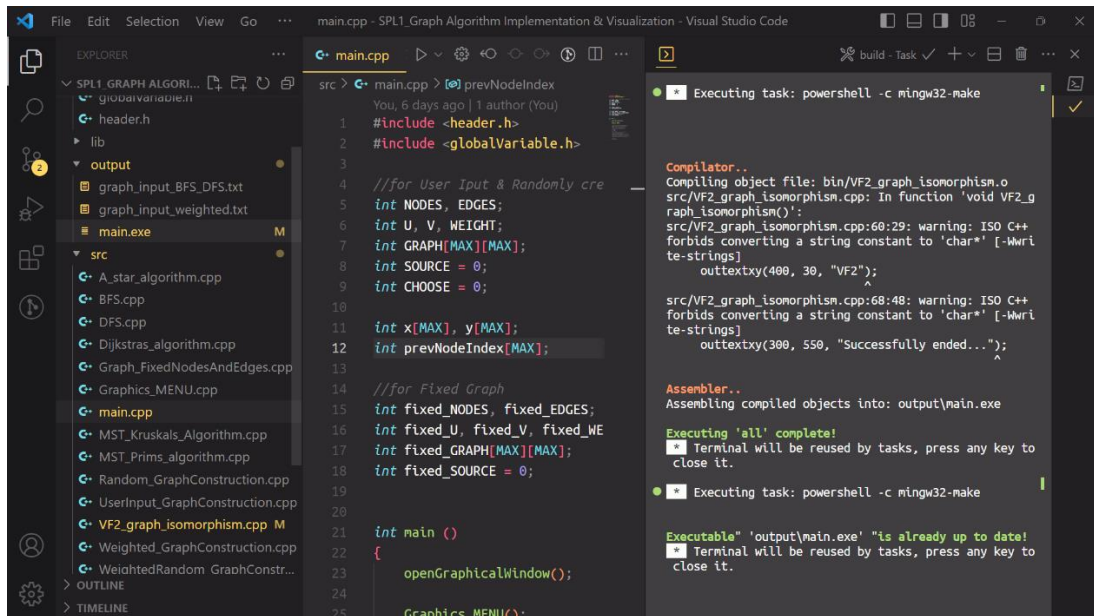 File Edit Selection View Go ··· main.cpp - SPL1_Graph Algorithm Implementation & Visualization - Visual Studio Code
EXPLORER ···
SPL1_GRAPH ALGORI...
globalVariable.h
header.h
lib
output
graph_input_BFS_DFS.txt
graph_input_weighted.txt
main.exe M
src
A_star_algorithm.cpp
BFS.cpp
DFS.cpp
Dijkstras_algorithm.cpp
Graph_FixedNodesAndEdges.cpp
Graphics_MENU.cpp
main.cpp
MST_Kruskals_Algorithm.cpp
MST_Prims_algorithm.cpp
Random_GraphConstruction.cpp
UserInput_GraphConstruction.cpp
VF2_graph_isomorphism.cpp M
Weighted_GraphConstruction.cpp
WeightedRandom_GraphConstr...
OUTLINE
TIMELINE
2
main.cpp
src > main.cpp > prevNodeIndex
You, 6 days ago | 1 author (You)
1 #include <header.h>
2 #include <globalVariable.h>
3
4 //for User Iput & Randomly cre
5 int NODES, EDGES;
6 int U, V, WEIGHT;
7 int GRAPH[MAX][MAX];
8 int SOURCE = 0;
9 int CHOOSE = 0;
10
11 int x[MAX], y[MAX];
12 int prevNodeIndex[MAX];
13
14 //for Fixed Graph
15 int fixed_NODES, fixed_EDGES;
16 int fixed_U, fixed_V, fixed_WE
17 int fixed_GRAPH[MAX][MAX];
18 int fixed_SOURCE = 0;
19
20
21 int main ()
22 {
23 openGraphicalWindow();
24
25 Graphics_MENU();
build - Task
* Executing task: powershell -c mingw32-make
Compilator..
Compiling object file: bin/VF2_graph_isomorphism.o
src/VF2_graph_isomorphism.cpp: In function 'void VF2_g
raph_isomorphism()':
src/VF2_graph_isomorphism.cpp:60:29: warning: ISO C++
forbids converting a string constant to 'char*' [-Wwri
te-strings]
outtextxy(400, 30, "VF2");
^
src/VF2_graph_isomorphism.cpp:68:48: warning: ISO C++
forbids converting a string constant to 'char*' [-Wwri
te-strings]
outtextxy(300, 550, "Successfully ended...");
^
Assembler..
Assembling compiled objects into: output\main.exe
Executing 'all' complete!
* Terminal will be reused by tasks, press any key to
close it.
* Executing task: powershell -c mingw32-make
Executable" 'output\main.exe' "is already up to date!
* Terminal will be reused by tasks, press any key to
close it.